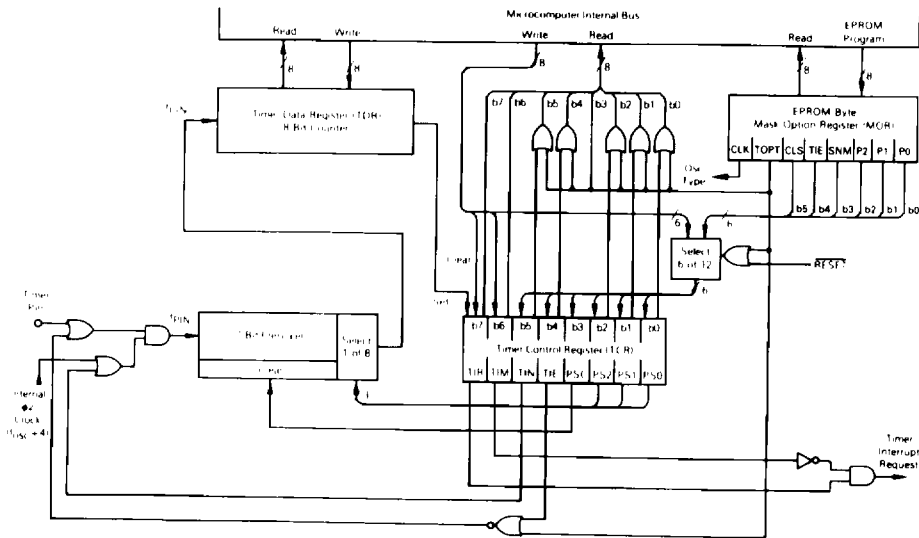 Microcomputer Internal Bus
Read
Write
Write
Read
Read
EPROM
Program
8
8
8
8
8
8
b7
b6
b5
b4
b3
b2
b1
b0
Timer Data Register (TDR)
8 Bit Counter
EPROM Byte
Mask Option Register (MOR)
CLK
TOPT
CLS
TIE
SNM
P2
P1
P0
Osc
Type
b5
b4
b3
b2
b1
b0
6
6
Select
6 of 12
RESET
6
Clear
Set
Timer
Pin
fPIN
Select
1 of 8
b7
b6
b5
b4
b3
b2
b1
b0
Timer Control Register (TCR)
TIR
TIM
TIN
TIE
PSC
PS2
PS1
PS0
Internal
Clock
Timer
Interrupt
Request